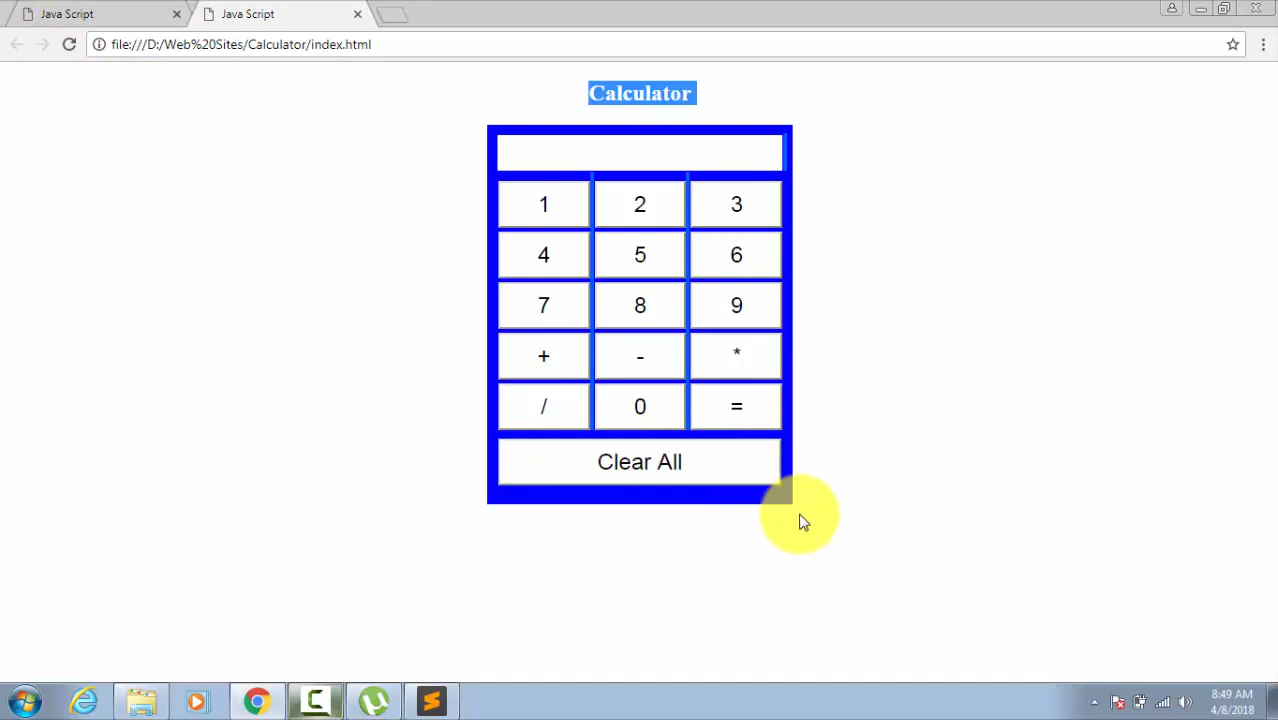 Java Script
Java Script
file:///D:/Web%20Sites/Calculator/index.html
Calculator
1 2 3
4 5 6
7 8 9
+ - *
/ 0 =
Clear All
8:49 AM
4/8/2018